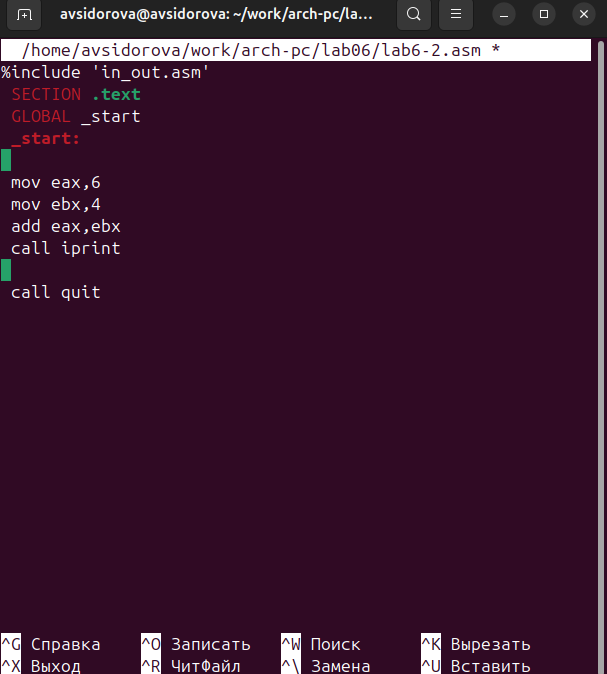 avsidorova@avsidorova: ~/work/arch-pc/la...
/home/avsidorova/work/arch-pc/lab06/lab6-2.asm *
%include 'in_out.asm'
SECTION .text
GLOBAL _start
_start:
mov eax,6
mov ebx,4
add eax,ebx
call iprint
call quit
^G Справка ^O Записать ^W Поиск ^K Вырезать
^X Выход ^R ЧитФайл ^\ Замена ^U Вставить